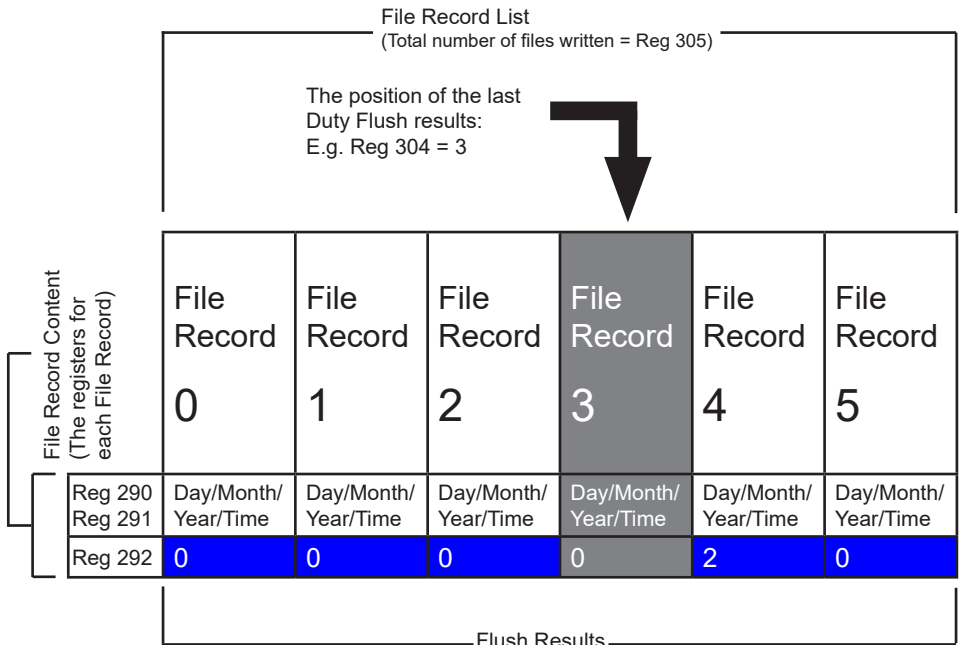 File Record List
(Total number of files written = Reg 305)
The position of the last
Duty Flush results:
E.g. Reg 304 = 3
File Record Content
(The registers for
each File Record)
File Record 0
File Record 1
File Record 2
File Record 3
File Record 4
File Record 5
Reg 290
Reg 291
Day/Month/
Year/Time
Day/Month/
Year/Time
Day/Month/
Year/Time
Day/Month/
Year/Time
Day/Month/
Year/Time
Day/Month/
Year/Time
Reg 292 0 0 0 0 2 0
Flush Results